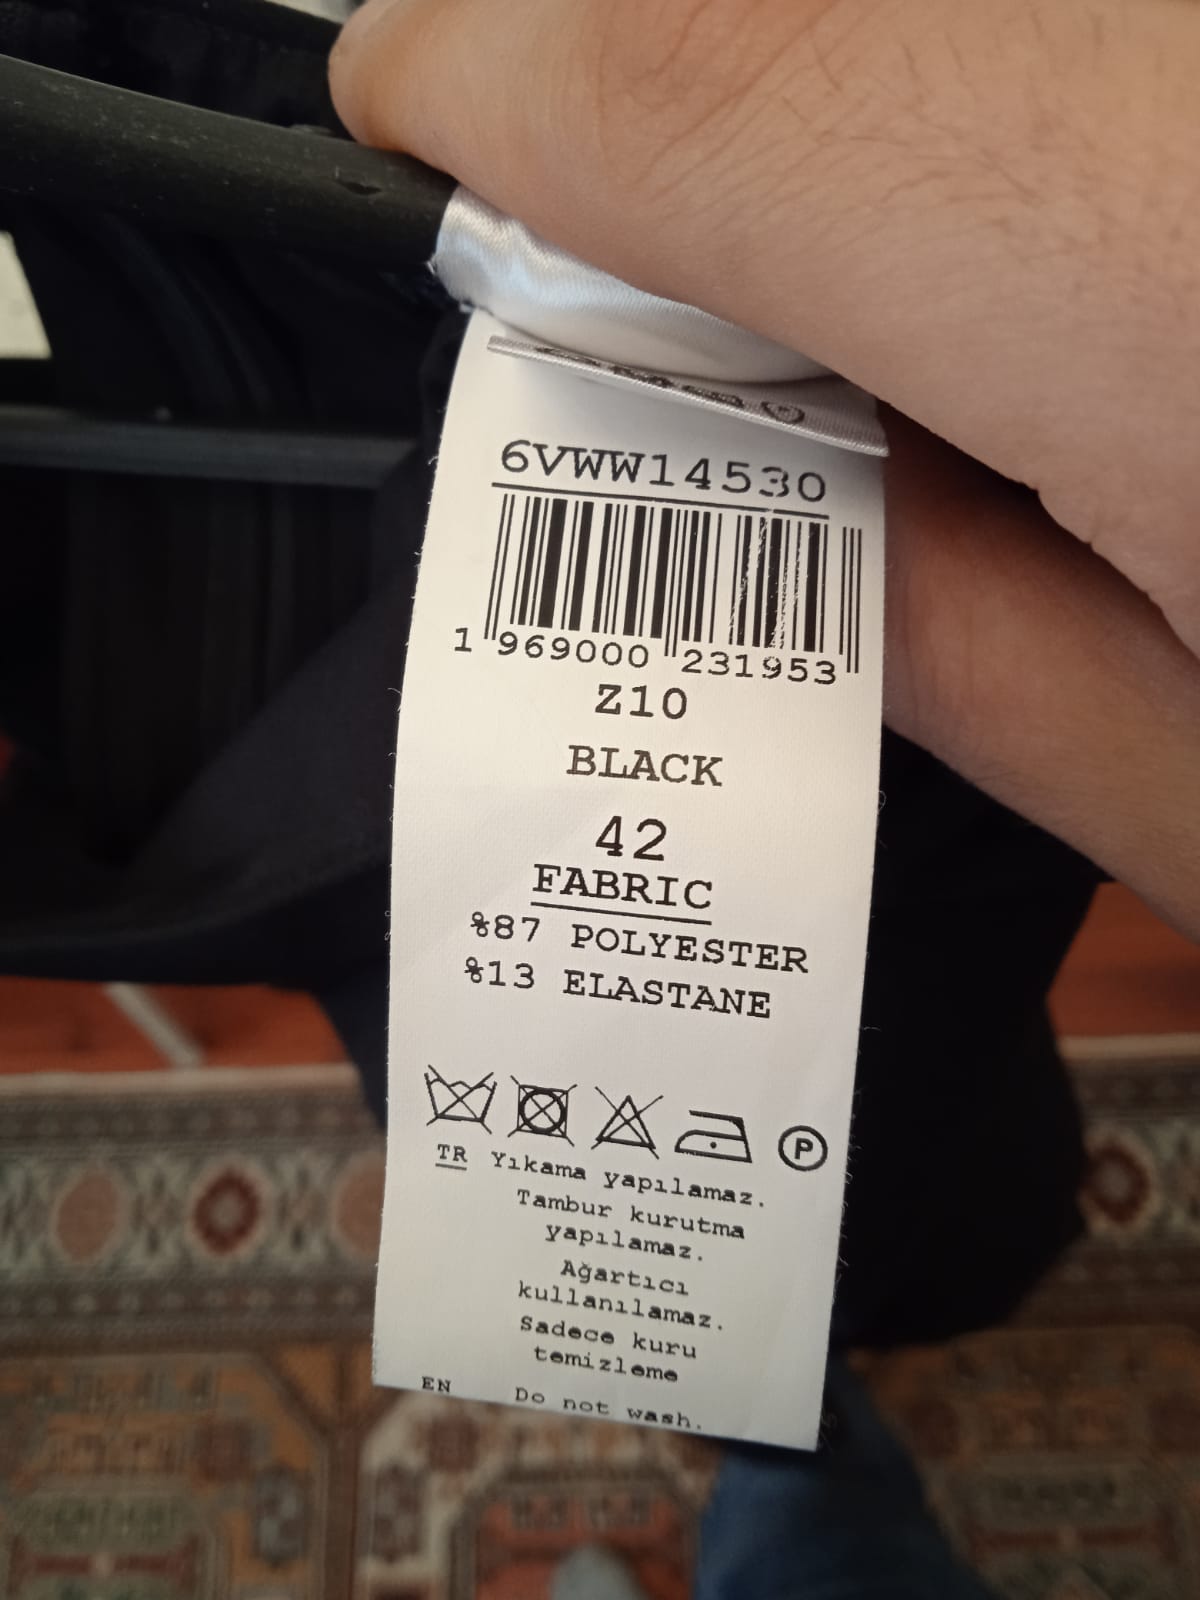 6VWW14530
1 969000 231953
Z10
BLACK
42
FABRIC
%87 POLYESTER
%13 ELASTANE
P
TR Yıkama yapılamaz.
Tambur kurutma
yapılamaz.
Ağartıcı
kullanılamaz.
Sadece kuru
temizleme
EN Do not wash.